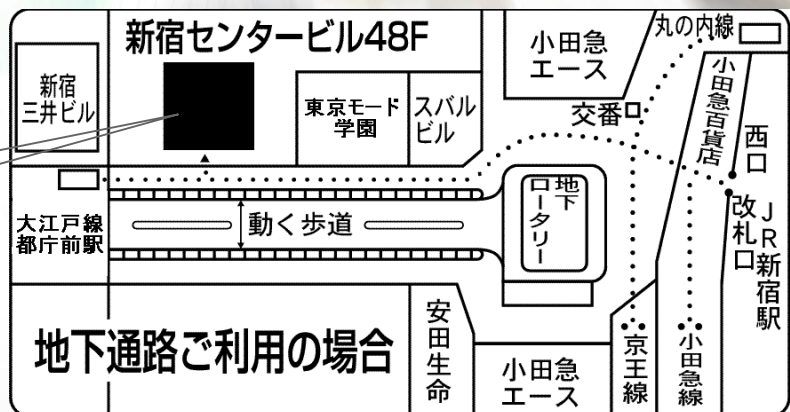 新宿センタービル48F
新宿
三井ビル
東京モード
学園
スバル
ビル
小田急
エース
丸の内線
交番
小田急百貨店
西口
改札口
JR新宿駅
大江戸線
都庁前駅
動く歩道
地下
ロータリー
地下通路ご利用の場合
安田生命
小田急
エース
京王線
小田急線